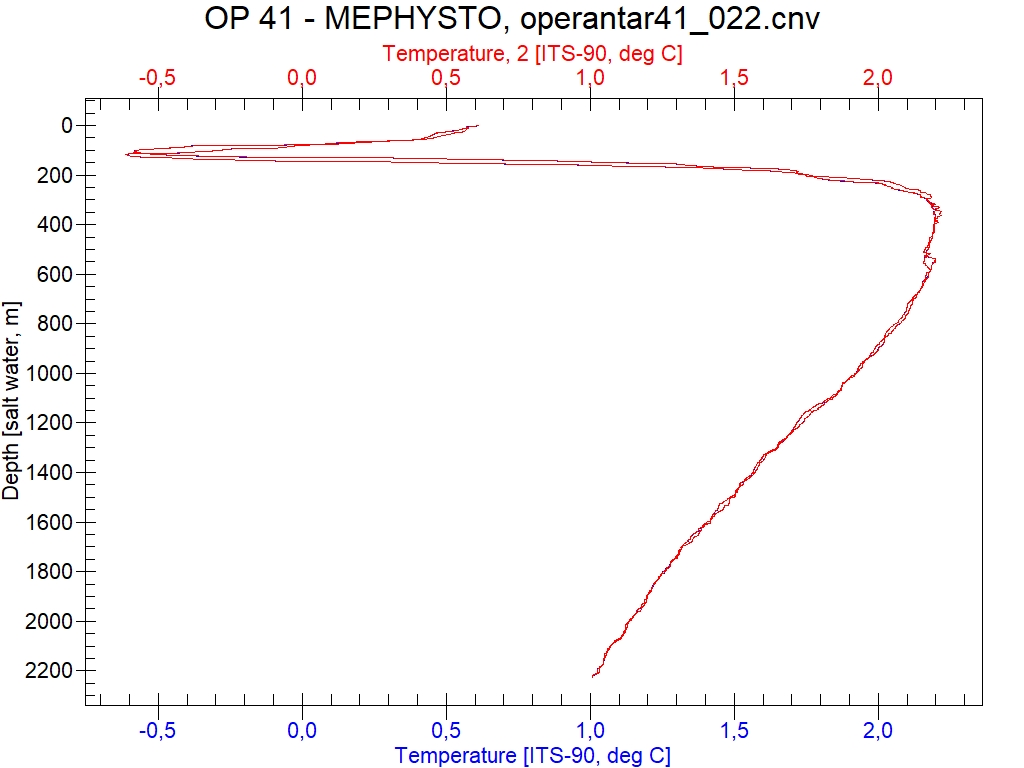 OP 41 - MEPHYSTO, operantar41_022.cnv
Temperature, 2 [ITS-90, deg C]
-0,5 0,0 0,5 1,0 1,5 2,0
0
200
400
600
800
1000
1200
1400
1600
1800
2000
2200
Depth [salt water, m]
-0,5 0,0 0,5 1,0 1,5 2,0
Temperature [ITS-90, deg C]